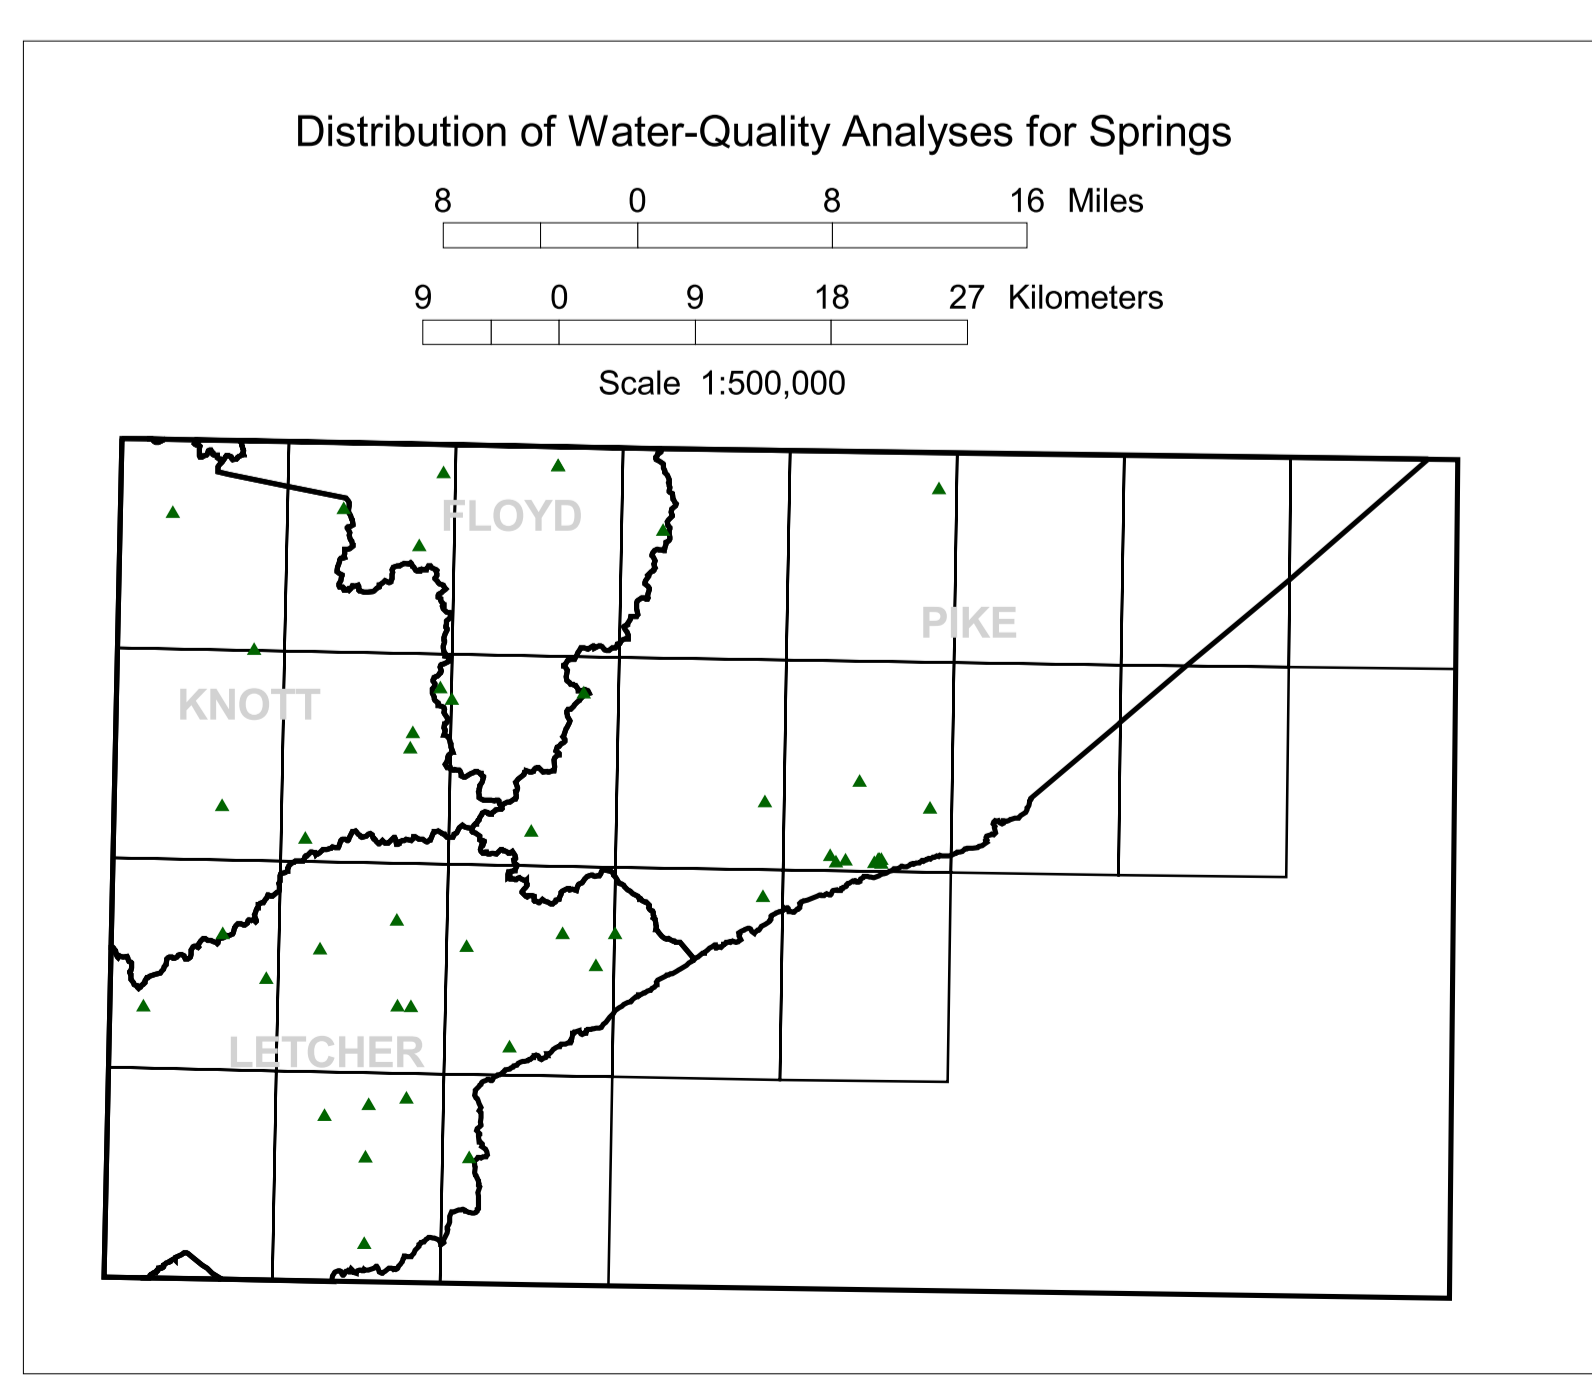 Distribution of Water-Quality Analyses for Springs
8 0 8 16 Miles
9 0 9 18 27 Kilometers
Scale 1:500,000
FLOYD
PIKE
KNOTT
LETCHER